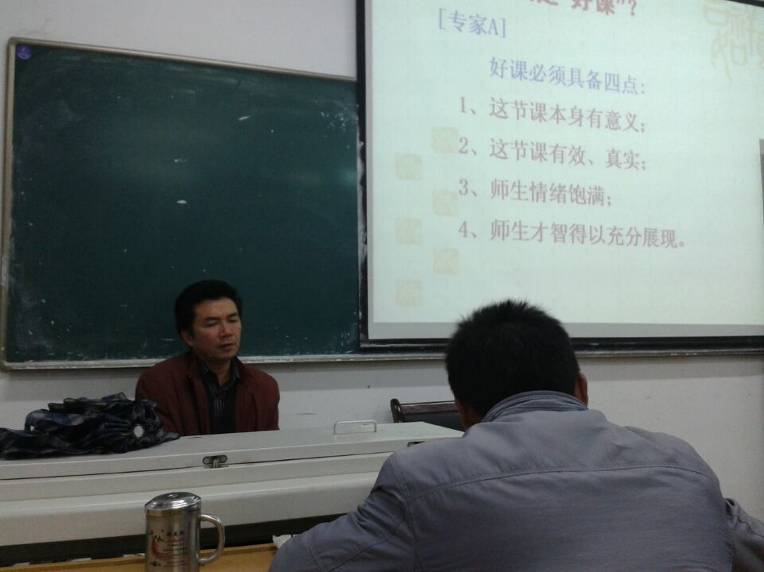 好课"?
[专家A]
好课必须具备四点:
1、这节课本身有意义;
2、这节课有效、真实;
3、师生情绪饱满;
4、师生才智得以充分展现。